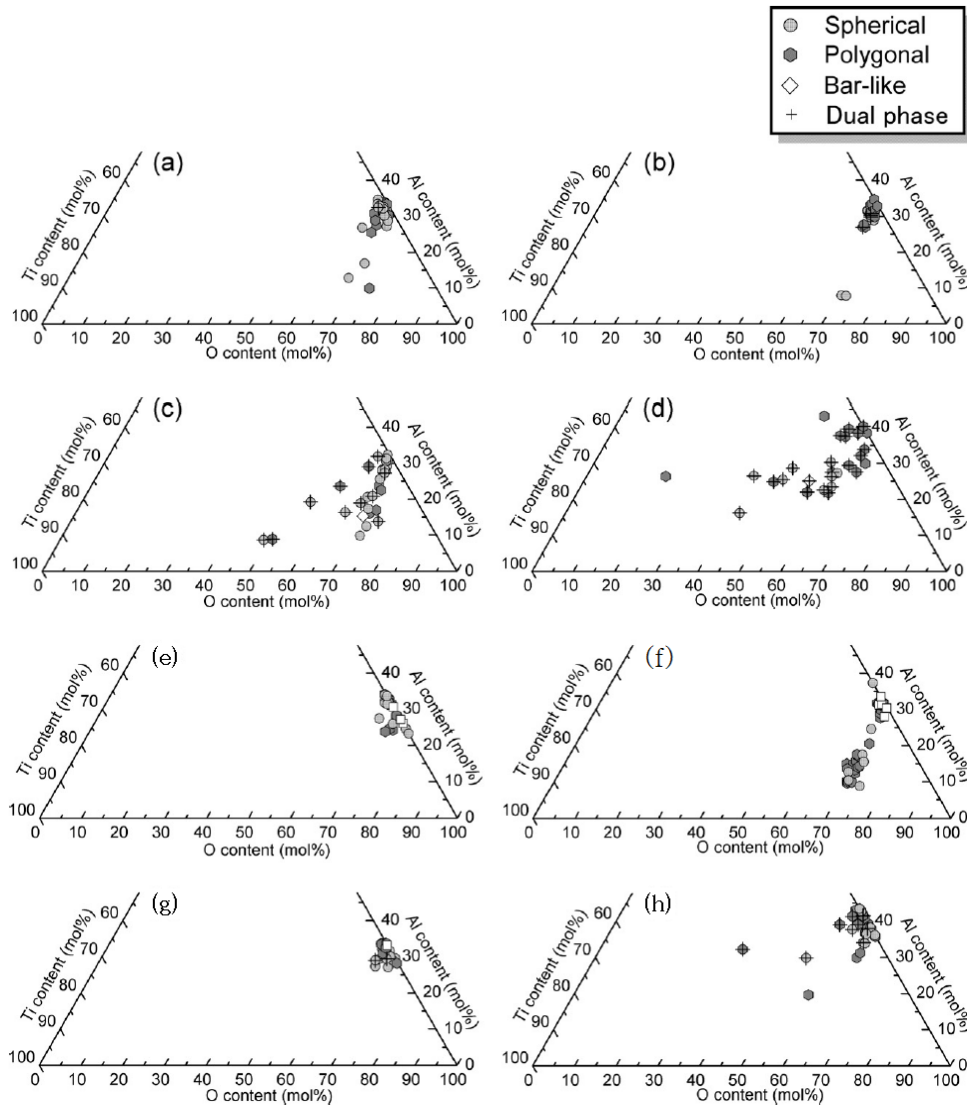 Spherical
Polygonal
Bar-like
Dual phase
(a)
Ti content (mol%)
60
70
80
90
100
Al content (mol%)
40
30
20
10
0
0 10 20 30 40 50 60 70 80 90 100
O content (mol%)
(b)
Ti content (mol%)
60
70
80
90
100
Al content (mol%)
40
30
20
10
0
0 10 20 30 40 50 60 70 80 90 100
O content (mol%)
(c)
Ti content (mol%)
60
70
80
90
100
Al content (mol%)
40
30
20
10
0
0 10 20 30 40 50 60 70 80 90 100
O content (mol%)
(d)
Ti content (mol%)
60
70
80
90
100
Al content (mol%)
40
30
20
10
0
0 10 20 30 40 50 60 70 80 90 100
O content (mol%)
(e)
Ti content (mol%)
60
70
80
90
100
Al content (mol%)
40
30
20
10
0
0 10 20 30 40 50 60 70 80 90 100
O content (mol%)
(f)
Ti content (mol%)
60
70
80
90
100
Al content (mol%)
40
30
20
10
0
0 10 20 30 40 50 60 70 80 90 100
O content (mol%)
(g)
Ti content (mol%)
60
70
80
90
100
Al content (mol%)
40
30
20
10
0
0 10 20 30 40 50 60 70 80 90 100
O content (mol%)
(h)
Ti content (mol%)
60
70
80
90
100
Al content (mol%)
40
30
20
10
0
0 10 20 30 40 50 60 70 80 90 100
O content (mol%)